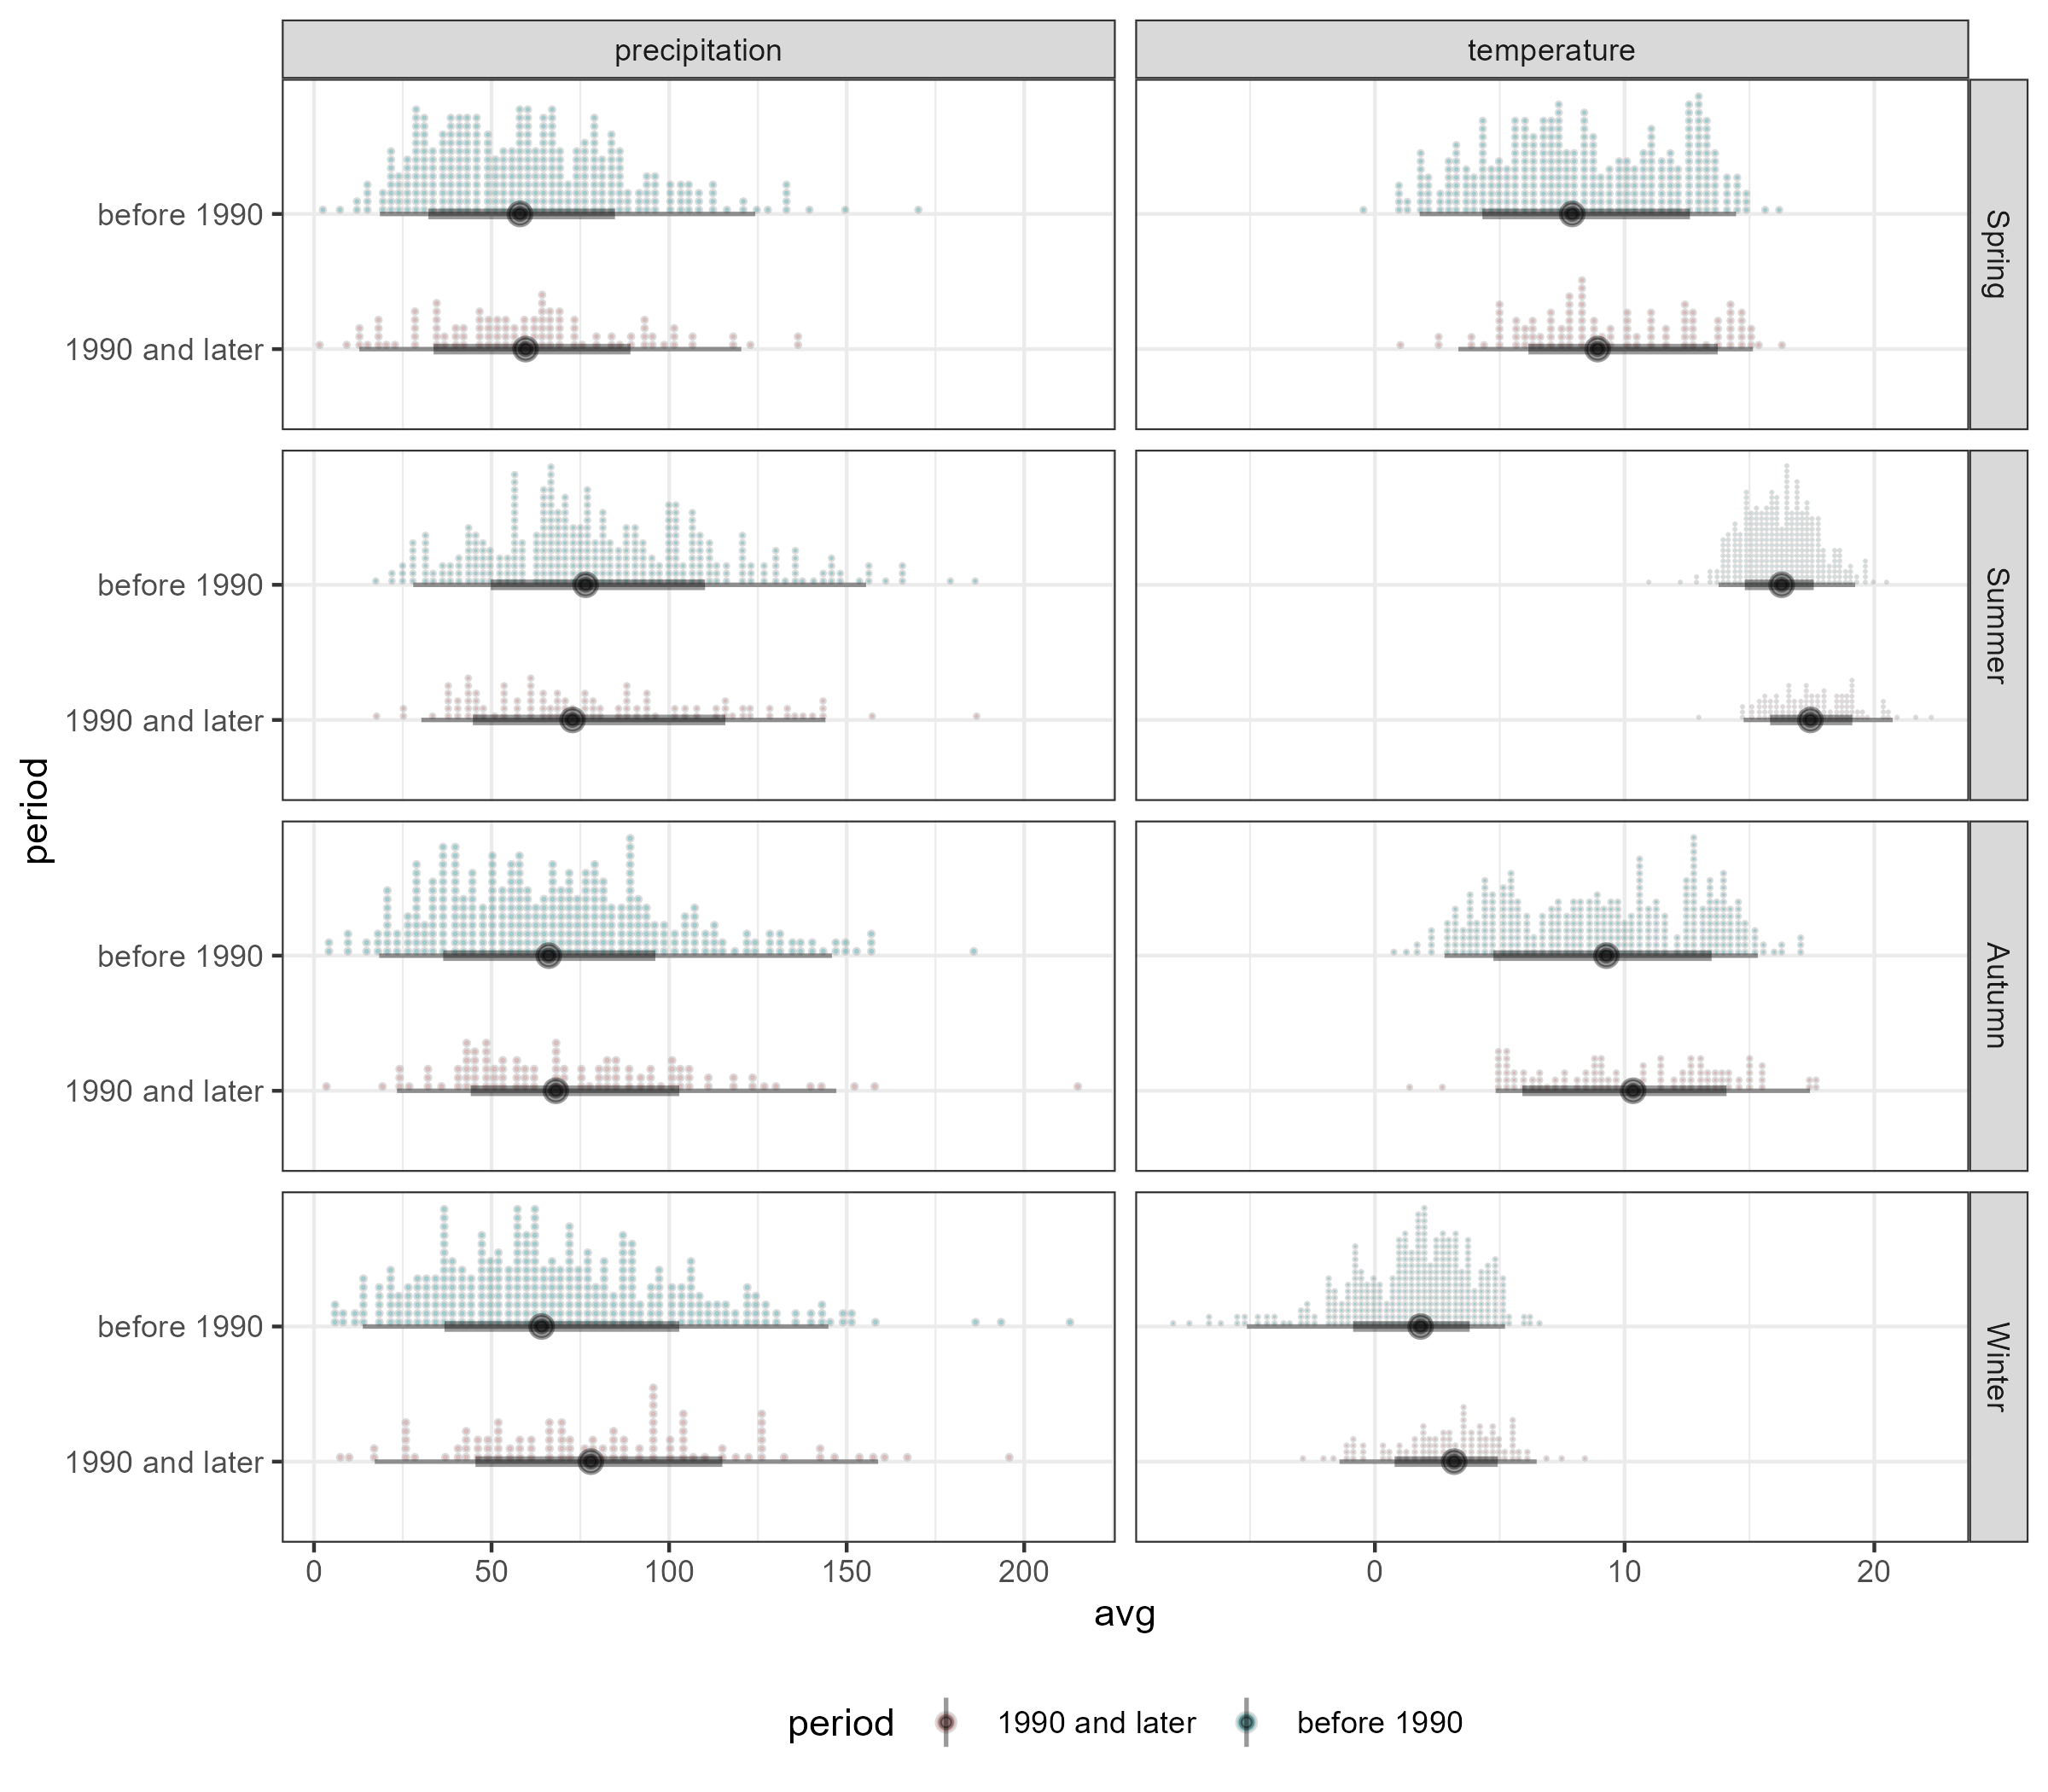 precipitation
temperature
before 1990
1990 and later
Spring
before 1990
1990 and later
Summer
before 1990
1990 and later
Autumn
before 1990
1990 and later
Winter
period
0 50 100 150 200
0 10 20
avg
period 1990 and later before 1990